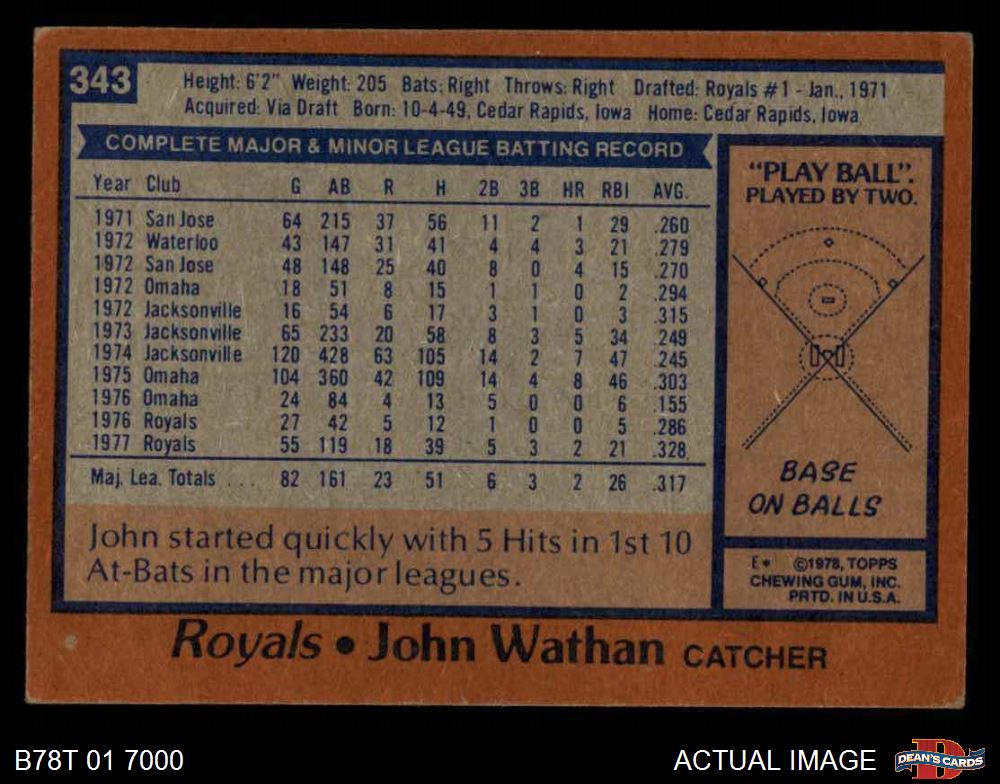 343
Height: 6'2" Weight: 205 Bats: Right Throws: Right Drafted: Royals #1 - Jan., 1971
Acquired: Via Draft Born: 10-4-49, Cedar Rapids, Iowa Home: Cedar Rapids, Iowa
COMPLETE MAJOR & MINOR LEAGUE BATTING RECORD
Year Club G AB R H 2B 3B HR RBI AVG.
1971 San Jose 64 215 37 56 11 2 1 29 .260
1972 Waterloo 43 147 31 41 4 4 3 21 .279
1972 San Jose 48 148 25 40 8 0 4 15 .270
1972 Omaha 18 51 8 15 1 1 0 2 .294
1972 Jacksonville 16 54 6 17 3 1 0 3 .315
1973 Jacksonville 65 233 20 58 8 3 5 34 .249
1974 Jacksonville 120 428 63 105 14 2 7 47 .245
1975 Omaha 104 360 42 109 14 4 8 46 .303
1976 Omaha 24 84 4 13 5 0 0 6 .155
1976 Royals 27 42 5 12 1 0 0 5 .286
1977 Royals 55 119 18 39 5 3 2 21 .328
Maj. Lea. Totals . . . 82 161 23 51 6 3 2 26 .317
John started quickly with 5 Hits in 1st 10
At-Bats in the major leagues.
"PLAY BALL".
PLAYED BY TWO.
BASE
ON BALLS
E* ©1978, TOPPS
CHEWING GUM, INC.
PRTD. IN U.S.A.
Royals • John Wathan CATCHER
B78T 01 7000
ACTUAL IMAGE
DEAN'S CARDS